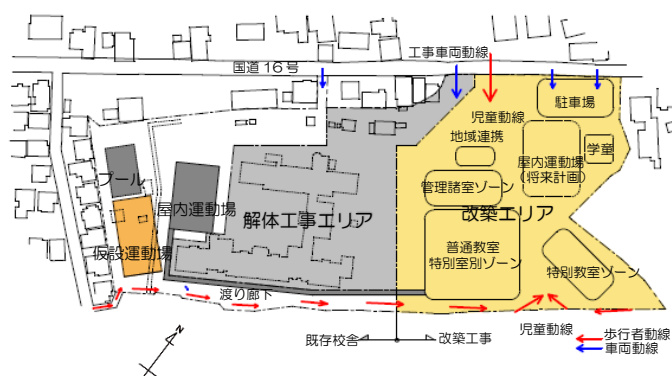 工事車両動線
国道16号
児童動線
駐車場
地域連携
屋内運動場
(将来計画)
学童
プール
管理諸室ゾーン
屋内運動場
解体工事エリア
改築エリア
仮設運動場
普通教室
特別室別ゾーン
特別教室ゾーン
渡り廊下
児童動線
既存校舎
改築工事
歩行者動線
車両動線
N